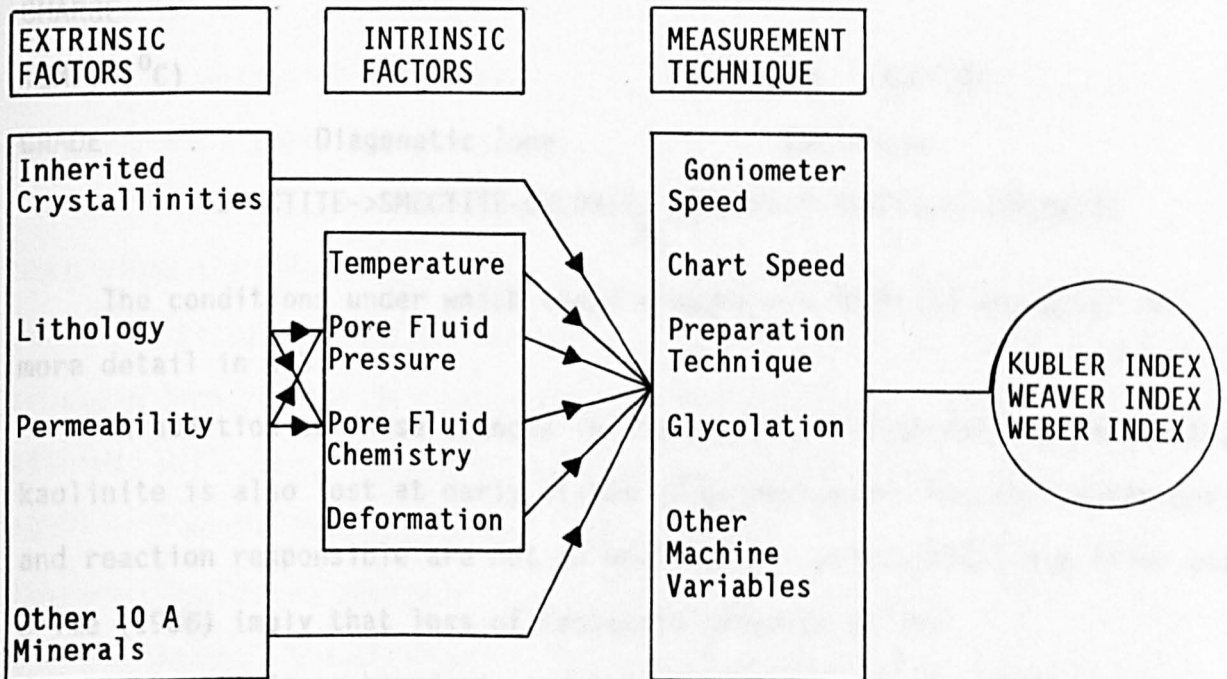 EXTRINSIC
FACTORS
INTRINSIC
FACTORS
MEASUREMENT
TECHNIQUE
Inherited
Crystallinities
Lithology
Permeability
Other 10 A
Minerals
Temperature
Pore Fluid
Pressure
Pore Fluid
Chemistry
Deformation
Goniometer
Speed
Chart Speed
Preparation
Technique
Glycolation
Other
Machine
Variables
KUBLER INDEX
WEAVER INDEX
WEBER INDEX
GRADE
Diagenetic Zone
The conditions under
more detail in
kaolinite is also lost at early
and reaction responsible are not
imply that loss of